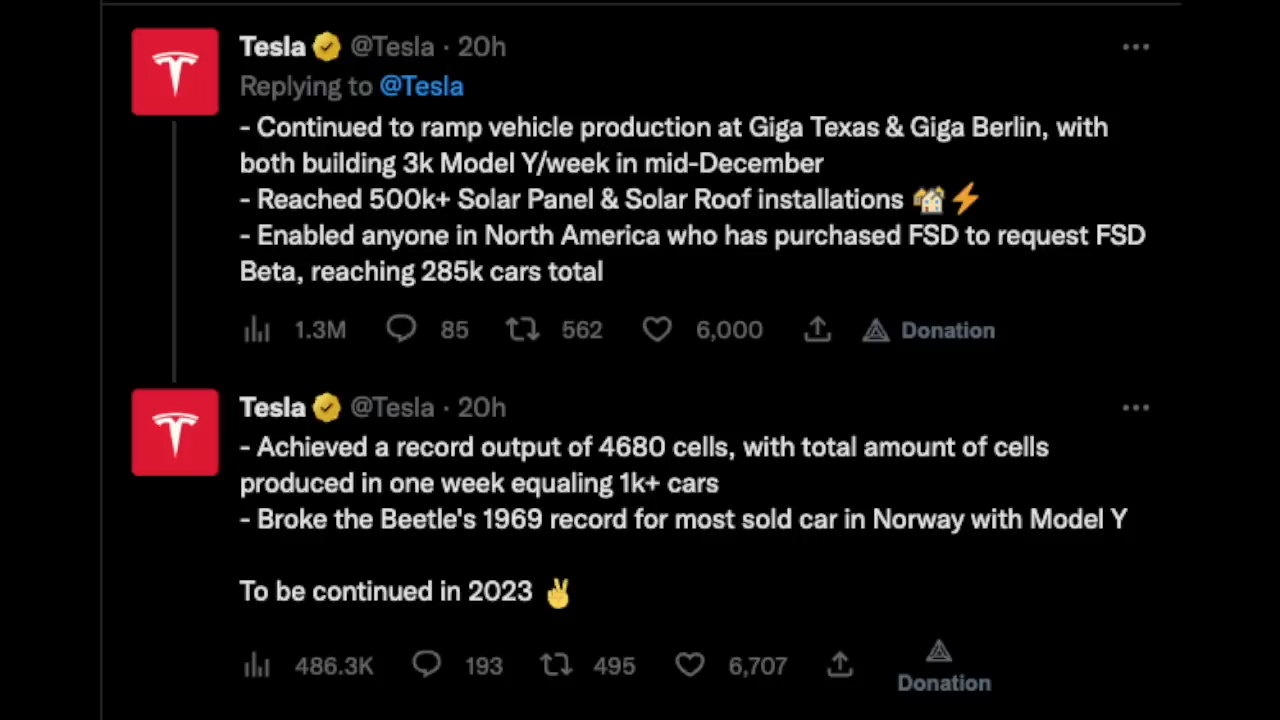 Tesla @Tesla · 20h
Replying to @Tesla
- Continued to ramp vehicle production at Giga Texas & Giga Berlin, with
both building 3k Model Y/week in mid-December
- Reached 500k+ Solar Panel & Solar Roof installations 🏠⚡
- Enabled anyone in North America who has purchased FSD to request FSD
Beta, reaching 285k cars total
1.3M 85 562 6,000 Donation
Tesla @Tesla · 20h
- Achieved a record output of 4680 cells, with total amount of cells
produced in one week equaling 1k+ cars
- Broke the Beetle's 1969 record for most sold car in Norway with Model Y
To be continued in 2023 ✌
486.3K 193 495 6,707 Donation